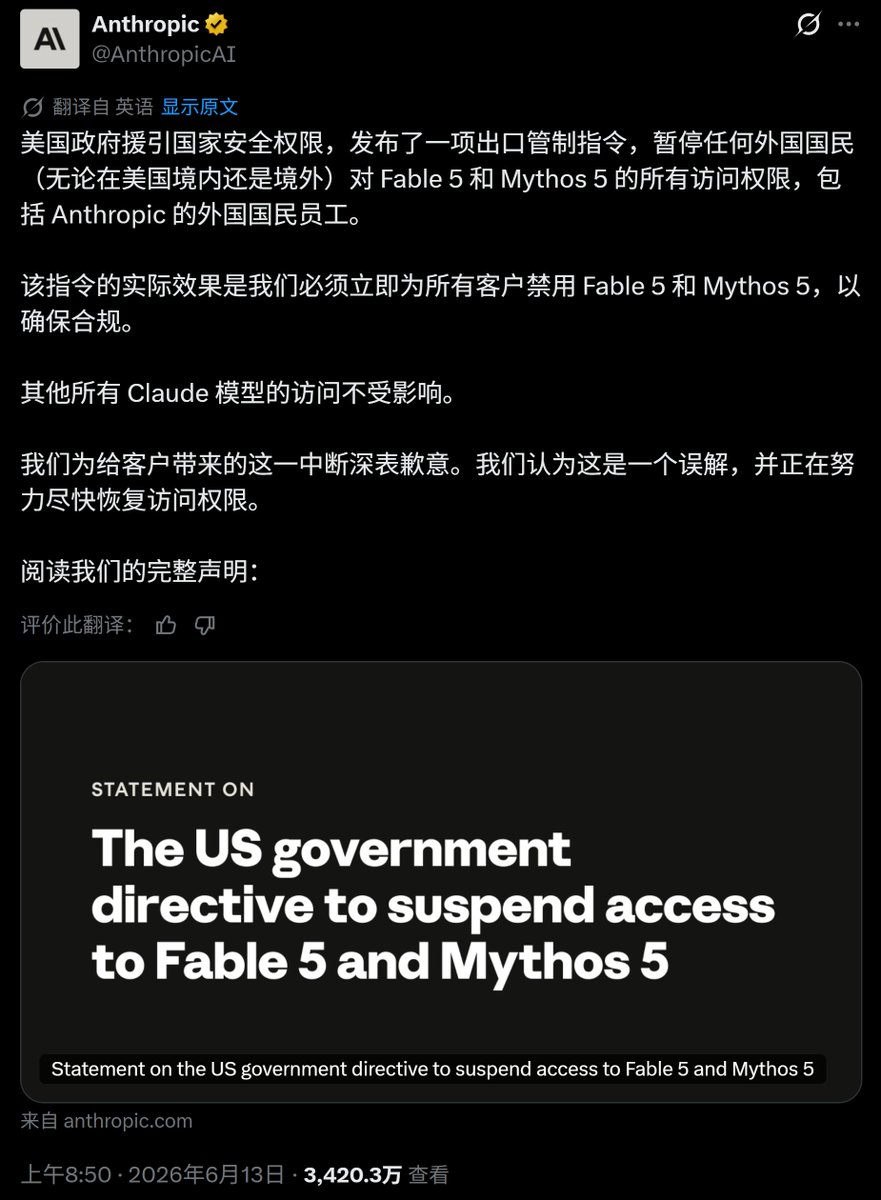 Anthropic
@AnthropicAI
翻译自 英语 显示原文
美国政府援引国家安全权限，发布了一项出口管制指令，暂停任何外国国民
（无论在美国境内还是境外）对 Fable 5 和 Mythos 5 的所有访问权限，包
括 Anthropic 的外国国民员工。
该指令的实际效果是我们必须立即为所有客户禁用 Fable 5 和 Mythos 5，以
确保合规。
其他所有 Claude 模型的访问不受影响。
我们为给客户带来的这一中断深表歉意。我们认为这是一个误解，并正在努
力尽快恢复访问权限。
阅读我们的完整声明：
评价此翻译：
STATEMENT ON
The US government
directive to suspend access
to Fable 5 and Mythos 5
Statement on the US government directive to suspend access to Fable 5 and Mythos 5
来自 anthropic.com
上午8:50 · 2026年6月13日 · 3,420.3万 查看